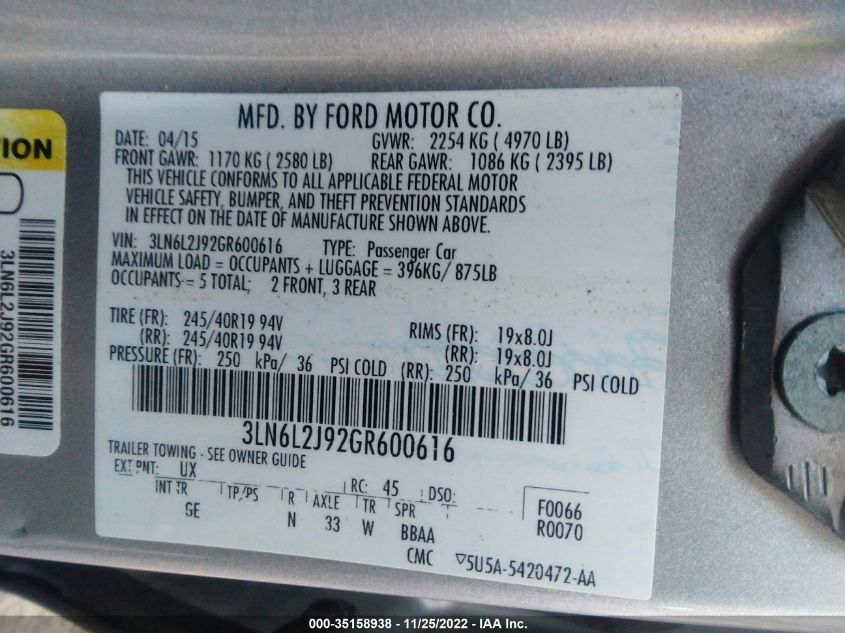 MFD. BY FORD MOTOR CO.
DATE: 04/15 GVWR: 2254 KG ( 4970 LB)
FRONT GAWR: 1170 KG ( 2580 LB) REAR GAWR: 1086 KG ( 2395 LB)
THIS VEHICLE CONFORMS TO ALL APPLICABLE FEDERAL MOTOR
VEHICLE SAFETY, BUMPER, AND THEFT PREVENTION STANDARDS
IN EFFECT ON THE DATE OF MANUFACTURE SHOWN ABOVE.
VIN: 3LN6L2J92GR600616 TYPE: Passenger Car
MAXIMUM LOAD = OCCUPANTS + LUGGAGE = 396KG/ 875LB
OCCUPANTS = 5 TOTAL; 2 FRONT, 3 REAR
TIRE (FR): 245/40R19 94V RIMS (FR): 19x8.0J
(RR): 245/40R19 94V (RR): 19x8.0J
PRESSURE (FR): 250 kPa/ 36 PSI COLD (RR): 250 kPa/ 36 PSI COLD
3LN6L2J92GR600616
TRAILER TOWING - SEE OWNER GUIDE
EXT PNT: UX RC: 45 DSO: F0066
INT TR TP/PS R AXLE TR SPR R0070
GE N 33 W BBAA
CMC 5U5A-5420472-AA
TION
3LN6L2J92GR600616
000-35158938 - 11/25/2022 - IAA Inc.